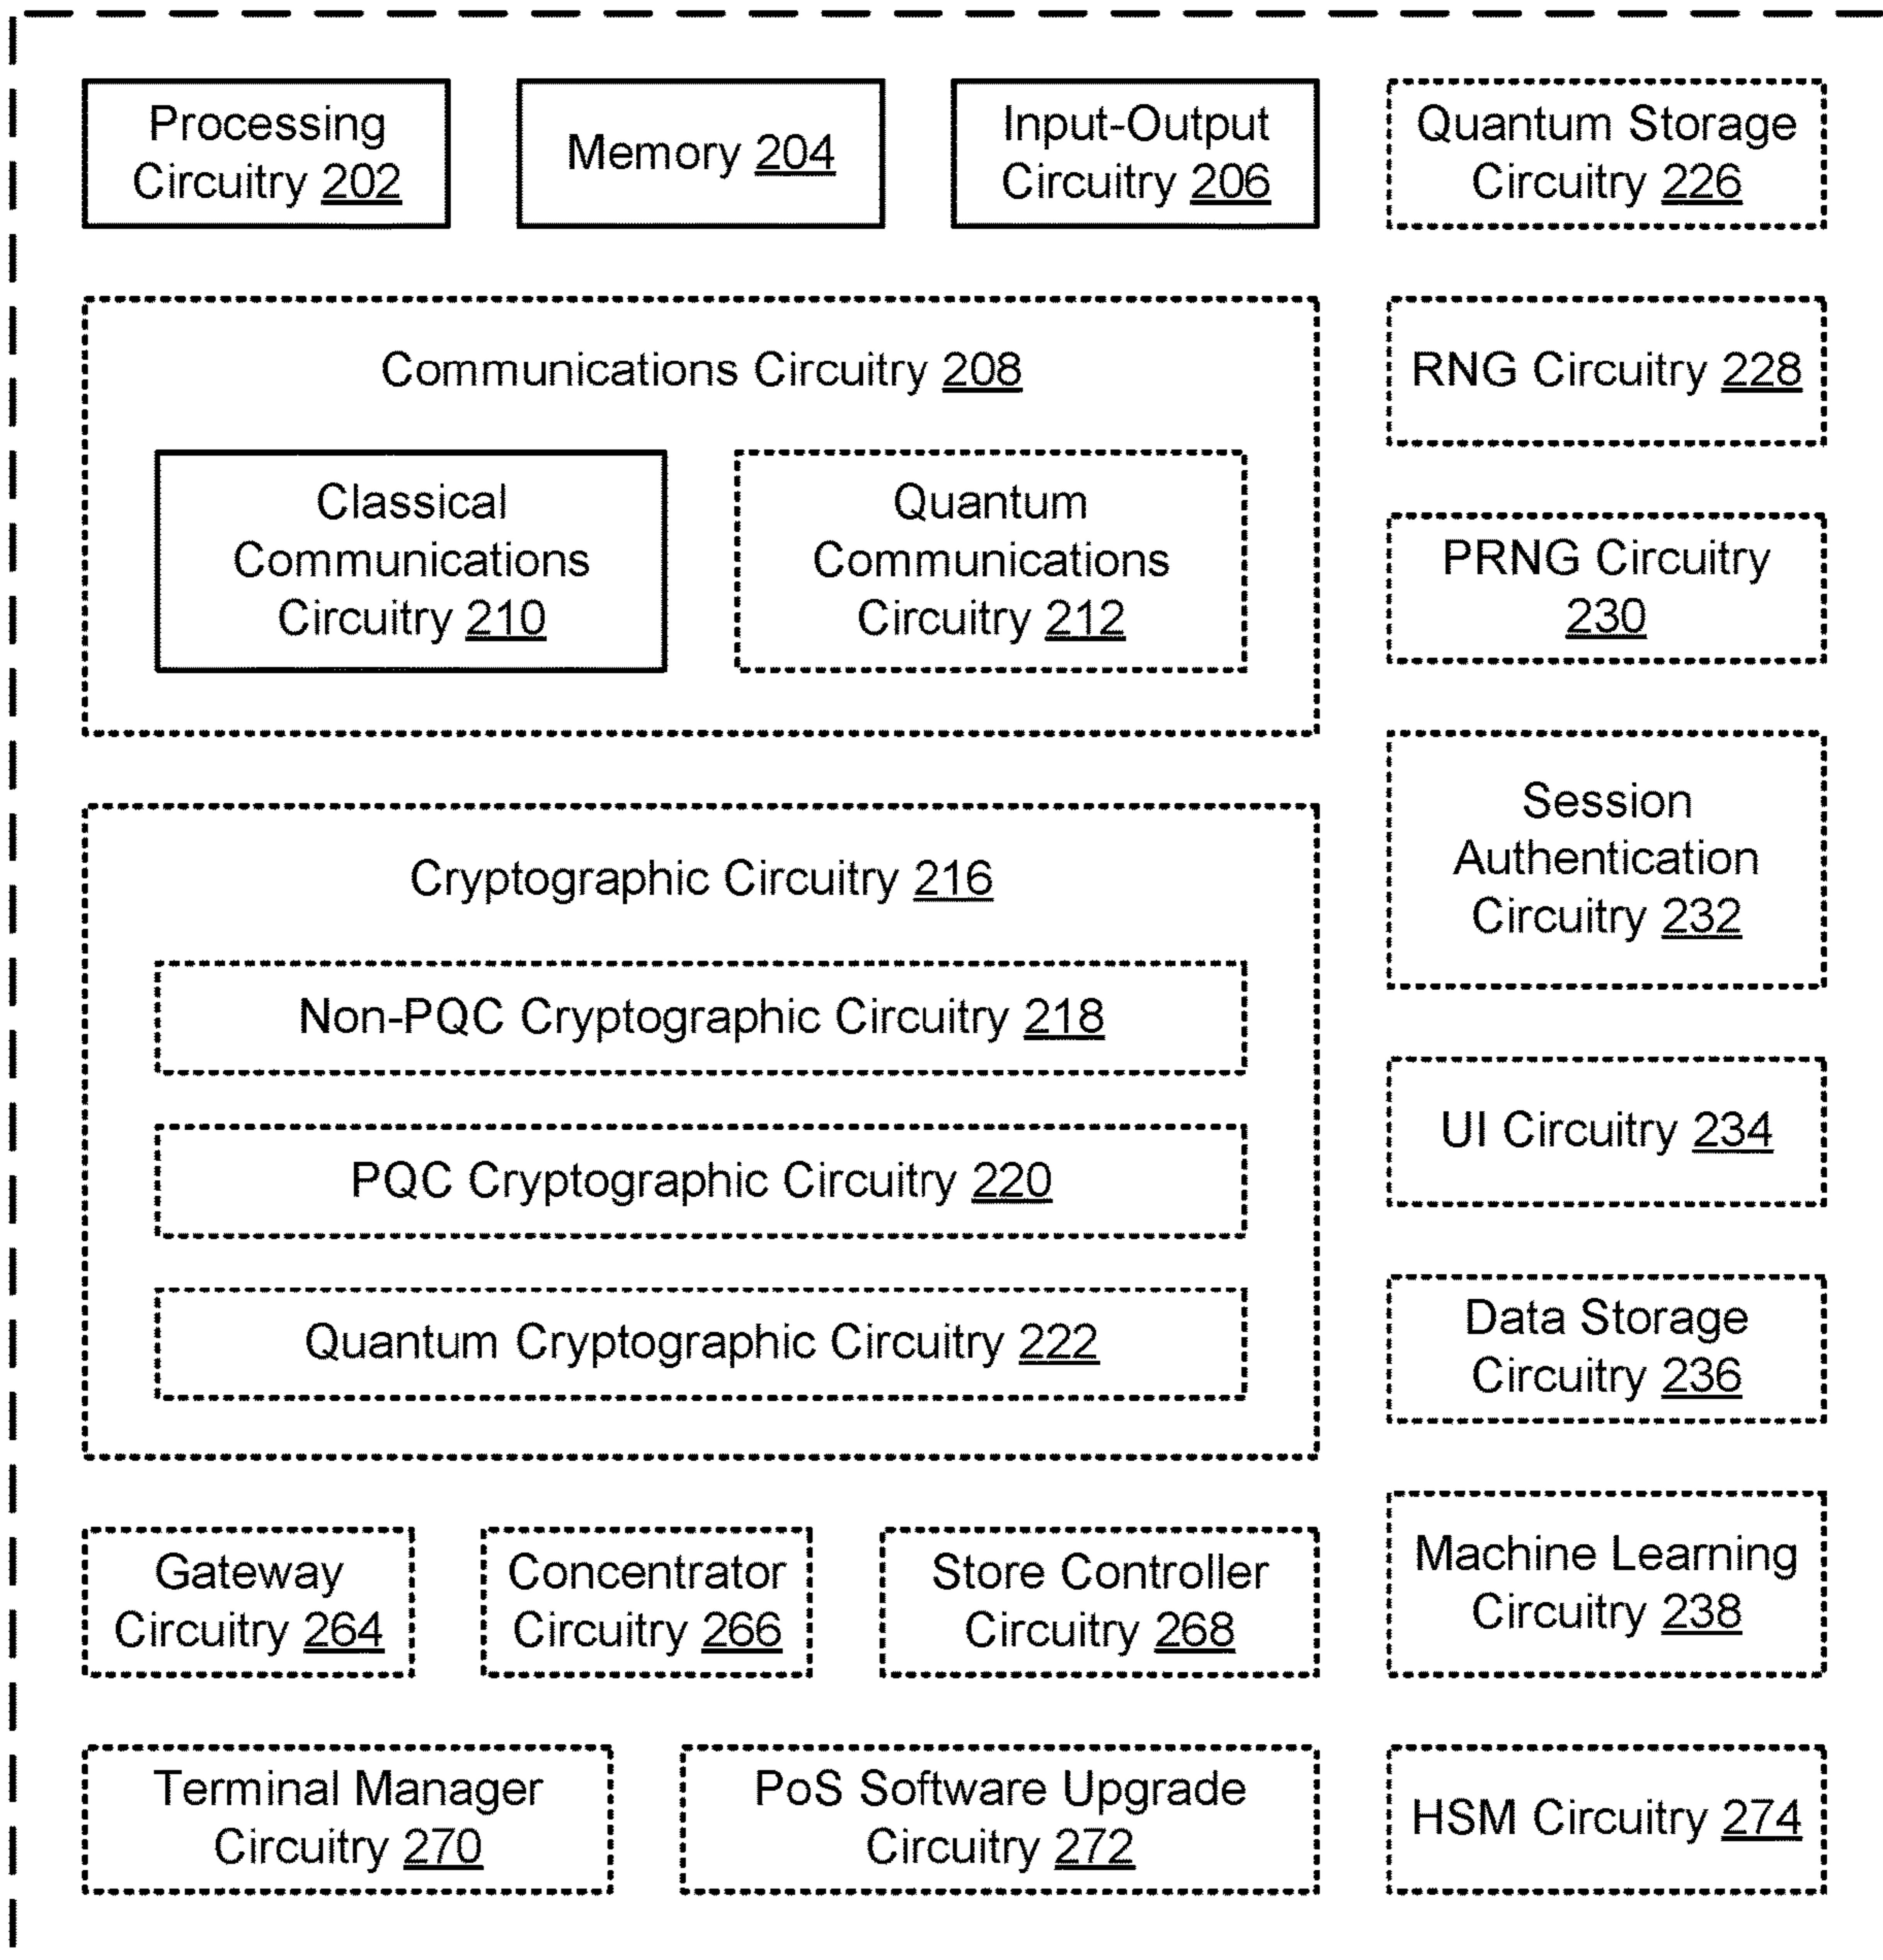 Processing
Circuitry 202
Memory 204
Input-Output
Circuitry 206
Quantum Storage
Circuitry 226
Communications Circuitry 208
RNG Circuitry 228
Classical
Communications
Circuitry 210
Quantum
Communications
Circuitry 212
PRNG Circuitry
230
Session
Authentication
Circuitry 232
Cryptographic Circuitry 216
Non-PQC Cryptographic Circuitry 218
PQC Cryptographic Circuitry 220
Quantum Cryptographic Circuitry 222
UI Circuitry 234
Data Storage
Circuitry 236
Gateway
Circuitry 264
Concentrator
Circuitry 266
Store Controller
Circuitry 268
Machine Learning
Circuitry 238
Terminal Manager
Circuitry 270
PoS Software Upgrade
Circuitry 272
HSM Circuitry 274